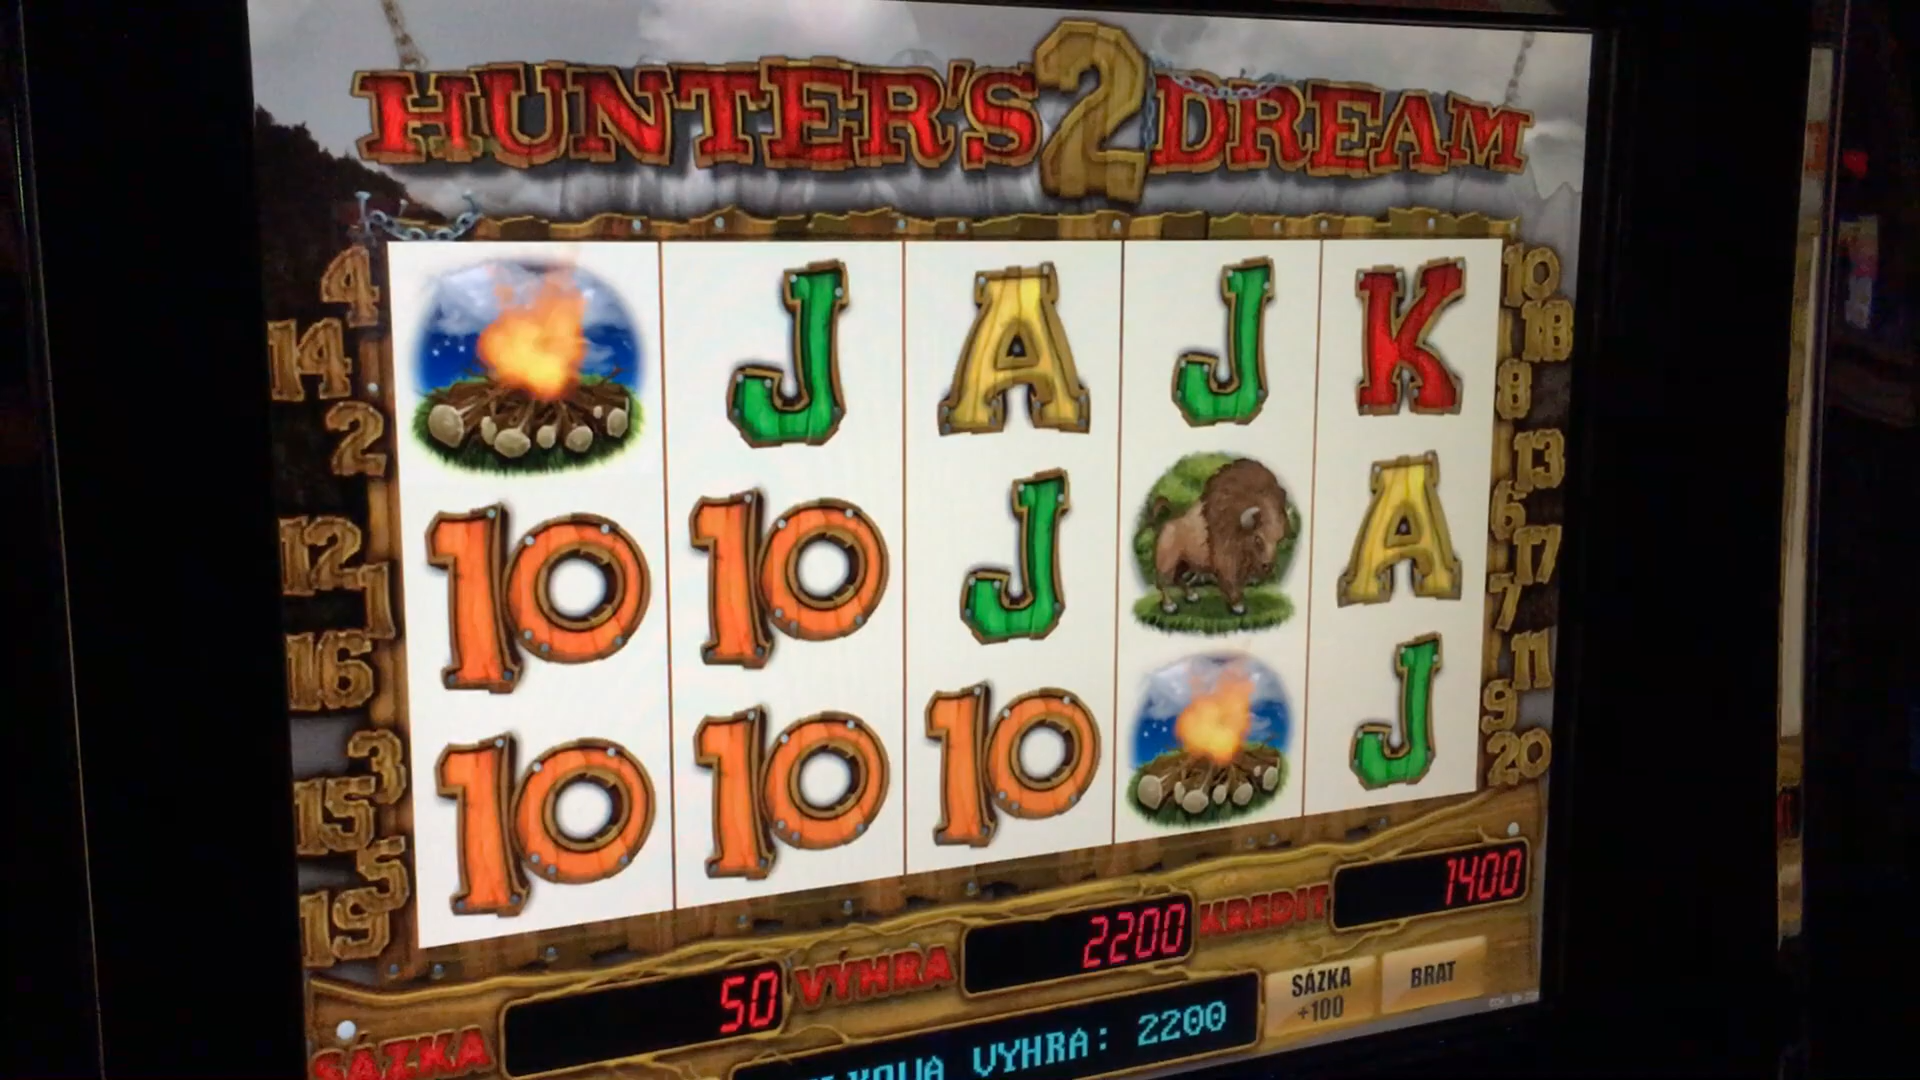 HUNTER'S 2 DREAM
4
14
2
12
1
16
3
15
5
19
J A J K
10 10 J A
10 10 10 J
10
18
8
13
6
17
7
11
9
20
SÁZKA 50 VÝHRA 2200 KREDIT 1400
SÁZKA +100
BRAT
VYHRA: 2200